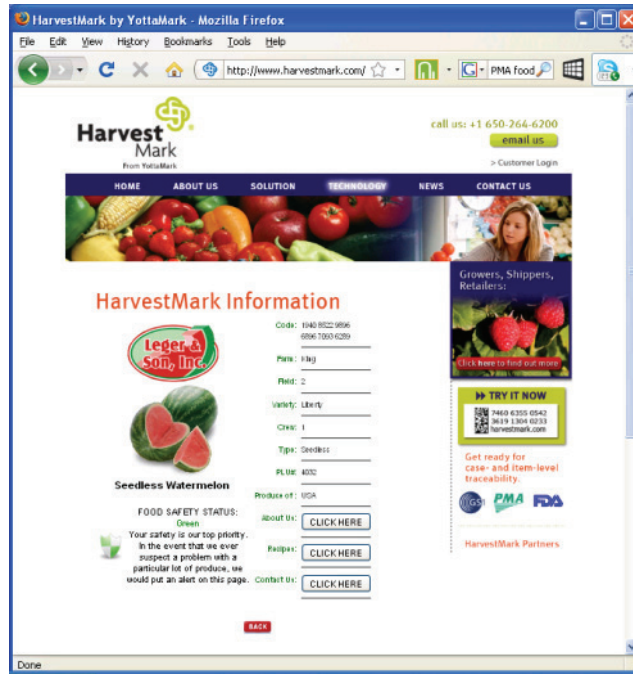 HarvestMark by YottaMark - Mozilla Firefox
File Edit View History Bookmarks Tools Help
http://www.harvestmark.com/
G PMA food
Harvest
Mark
From YottaMark
call us: +1 650-264-6200
email us
> Customer Login
HOME ABOUT US SOLUTION TECHNOLOGY NEWS CONTACT US
Growers, Shippers,
Retailers:
Click here to find out more
HarvestMark Information
Leger &
Son, Inc.
Seedless Watermelon
FOOD SAFETY STATUS:
Green
Your safety is our top priority.
In the event that we ever
suspect a problem with a
particular lot of produce, we
would put an alert on this page.
Code:
Farm: King
Field: 2
Variety: Liberty
Crew: 1
Type: Seedless
PLU#: 4032
Produce of: USA
About Us: CLICK HERE
Recipes: CLICK HERE
Contact Us: CLICK HERE
BACK
TRY IT NOW
7460 6355 0542
3619 1304 0233
harvestmark.com
Get ready for
case- and item-level
traceability.
GS1 PMA FDA
HarvestMark Partners
Done